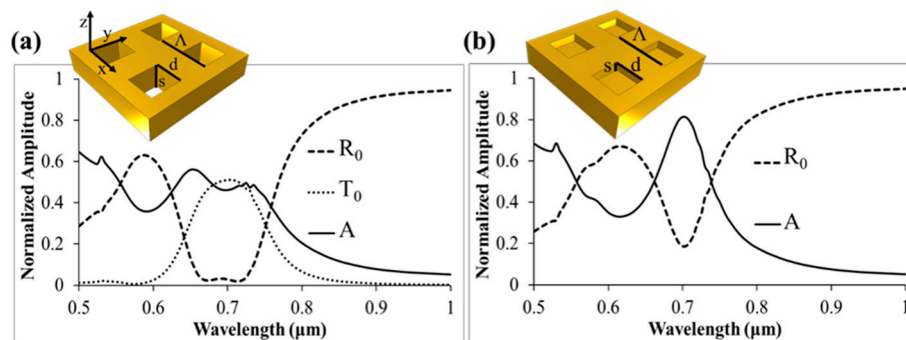 (a)
z
y
x
Λ
d
s
Normalized Amplitude
1
0.8
0.6
0.4
0.2
0
R0
T0
A
0.5 0.6 0.7 0.8 0.9 1
Wavelength (μm)
(b)
Λ
s d
Normalized Amplitude
1
0.8
0.6
0.4
0.2
0
R0
A
0.5 0.6 0.7 0.8 0.9 1
Wavelength (μm)